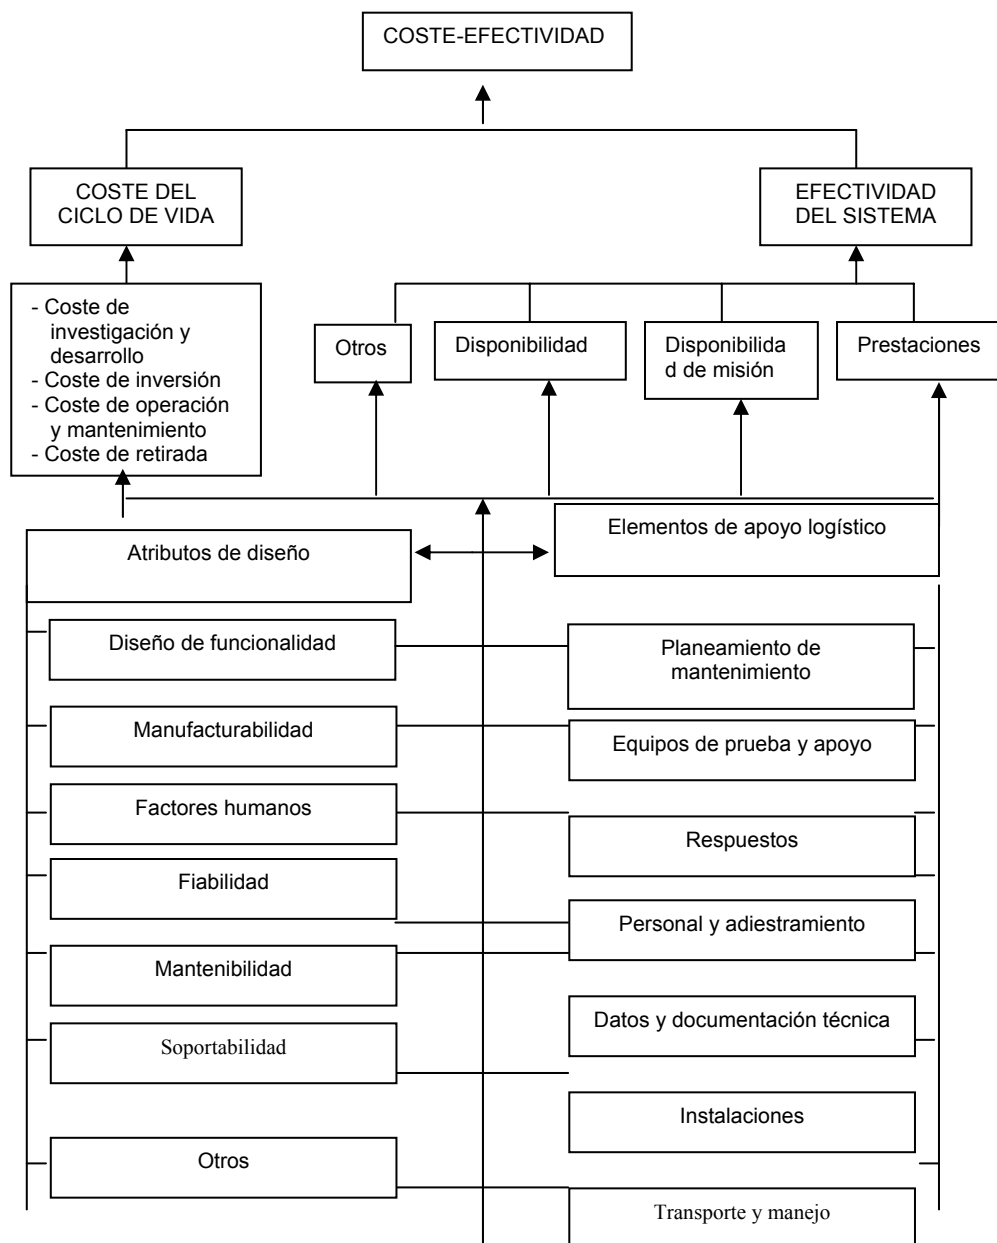 COSTE-EFECTIVIDAD
COSTE DEL
CICLO DE VIDA
EFECTIVIDAD
DEL SISTEMA
- Coste de
investigación y
desarrollo
- Coste de inversión
- Coste de operación
y mantenimiento
- Coste de retirada
Otros
Disponibilidad
Disponibilida
d de misión
Prestaciones
Atributos de diseño
Elementos de apoyo logístico
Diseño de funcionalidad
Manufacturabilidad
Factores humanos
Fiabilidad
Mantenibilidad
Soportabilidad
Otros
Planeamiento de
mantenimiento
Equipos de prueba y apoyo
Respuestos
Personal y adiestramiento
Datos y documentación técnica
Instalaciones
Transporte y manejo